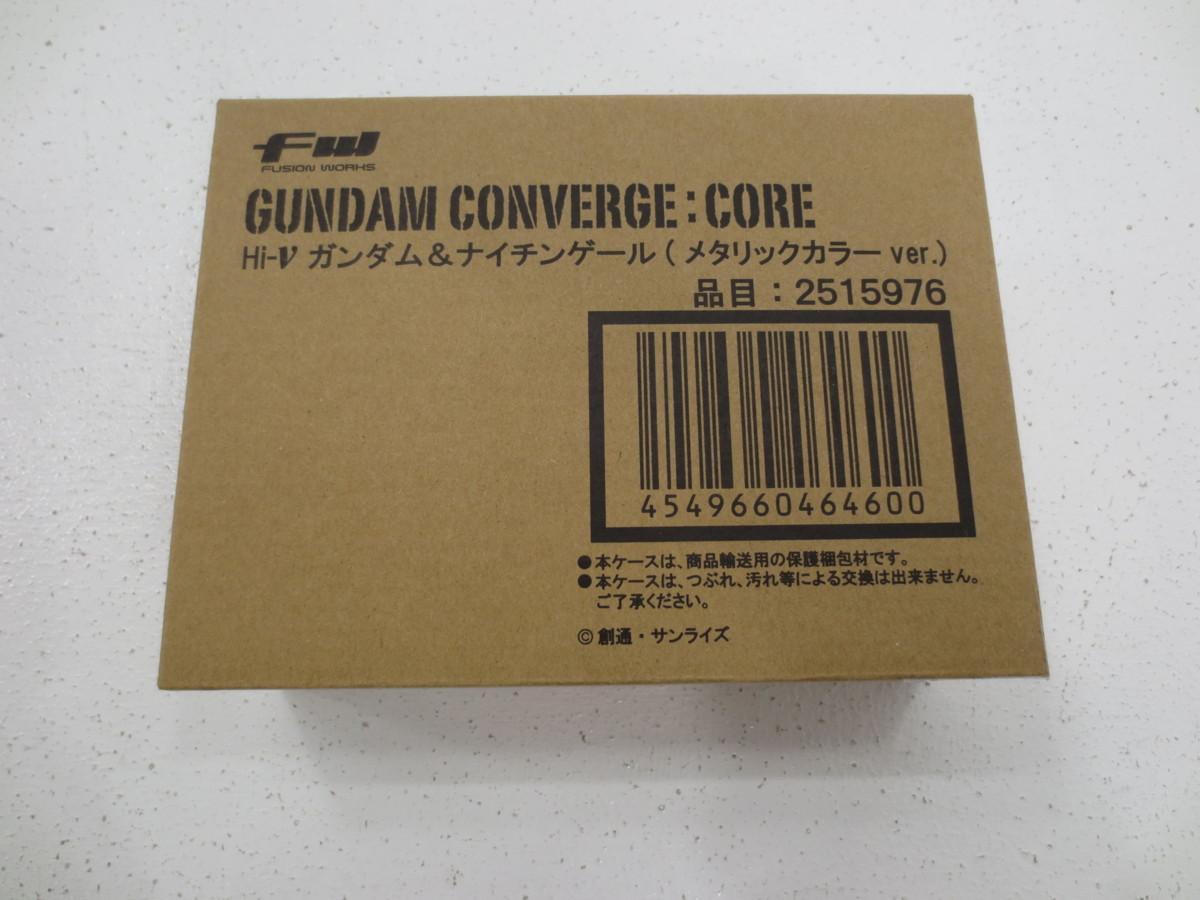 FW
FUSION WORKS
GUNDAM CONVERGE:CORE
Hi-ν ガンダム&ナイチンゲール(メタリックカラー ver.)
品目:2515976
4549660464600
●本ケースは、商品輸送用の保護梱包材です。
●本ケースは、つぶれ、汚れ等による交換は出来ません。
ご了承ください。
©創通・サンライズ